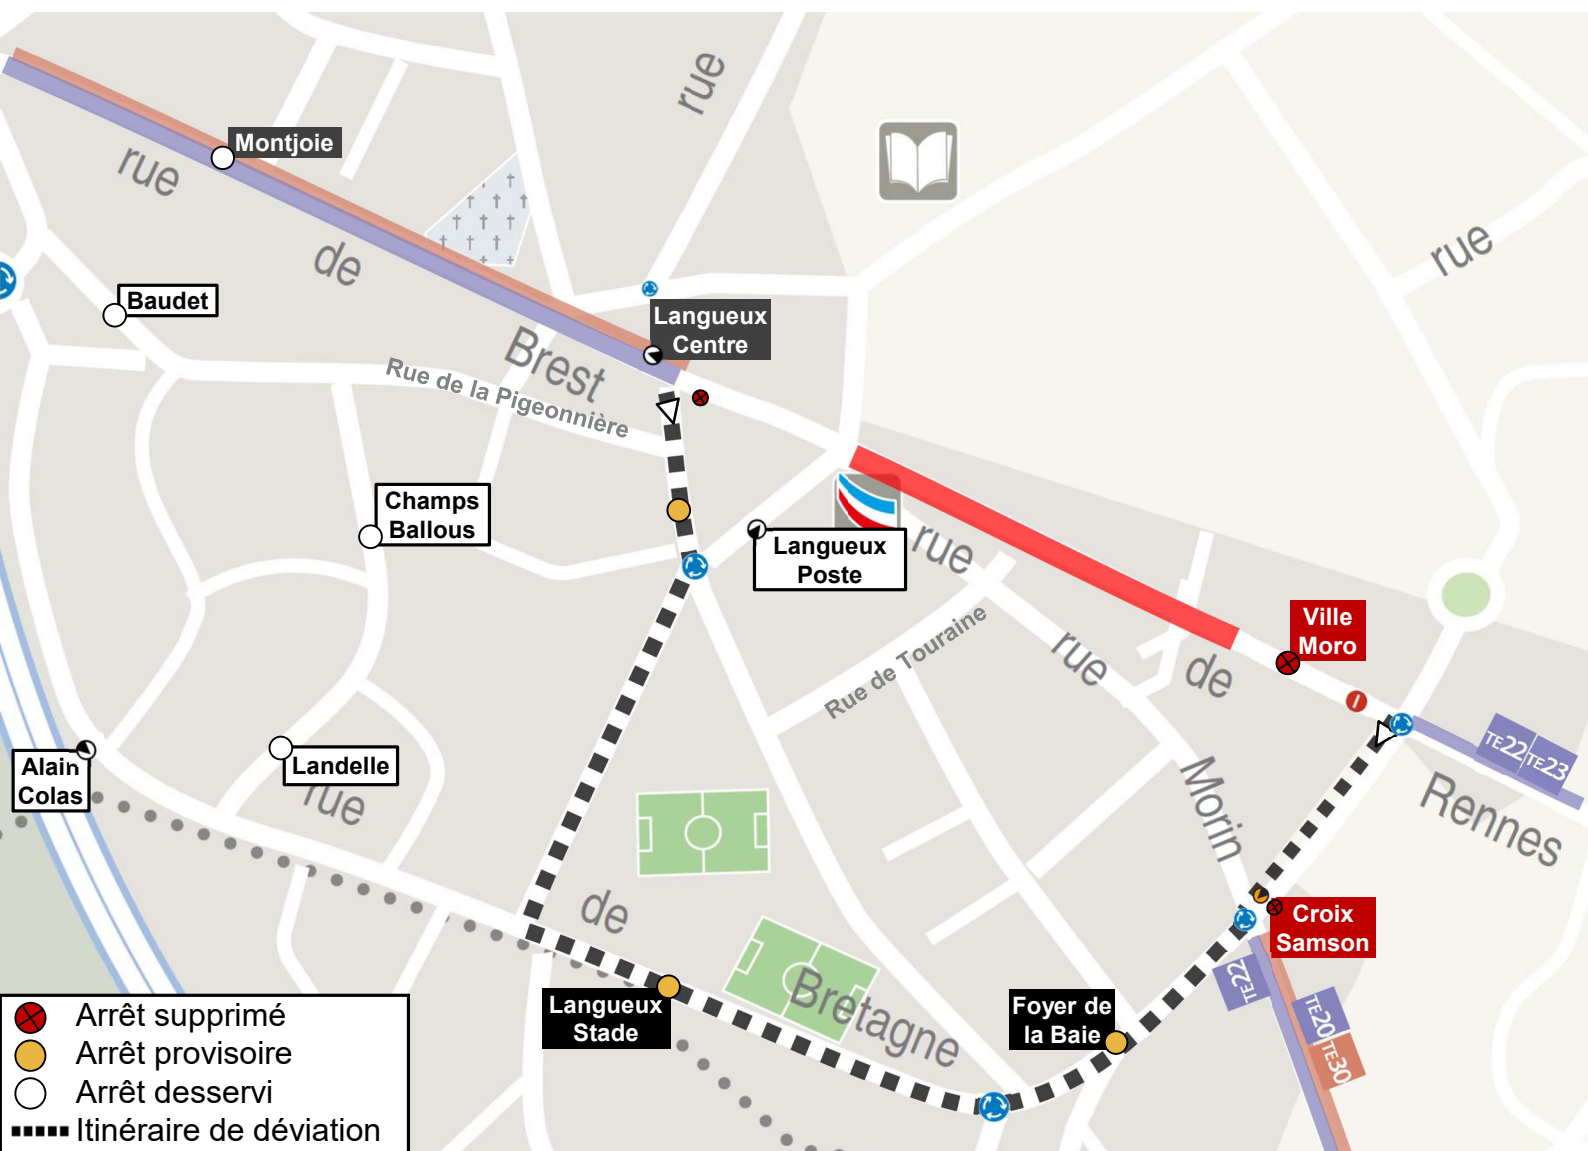 rue
Montjoie
rue
de
rue
Baudet
Langueux
Centre
Brest
Rue de la Pigeonnière
Champs
Ballous
Langueux
Poste
rue
Ville
Moro
Rue de Touraine
rue
de
TE22
TE23
Alain
Colas
Landelle
rue
Morin
Rennes
de
Croix
Samson
TE22
TE20
TE30
Langueux
Stade
Bretagne
Foyer de
la Baie
Arrêt supprimé
Arrêt provisoire
Arrêt desservi
Itinéraire de déviation